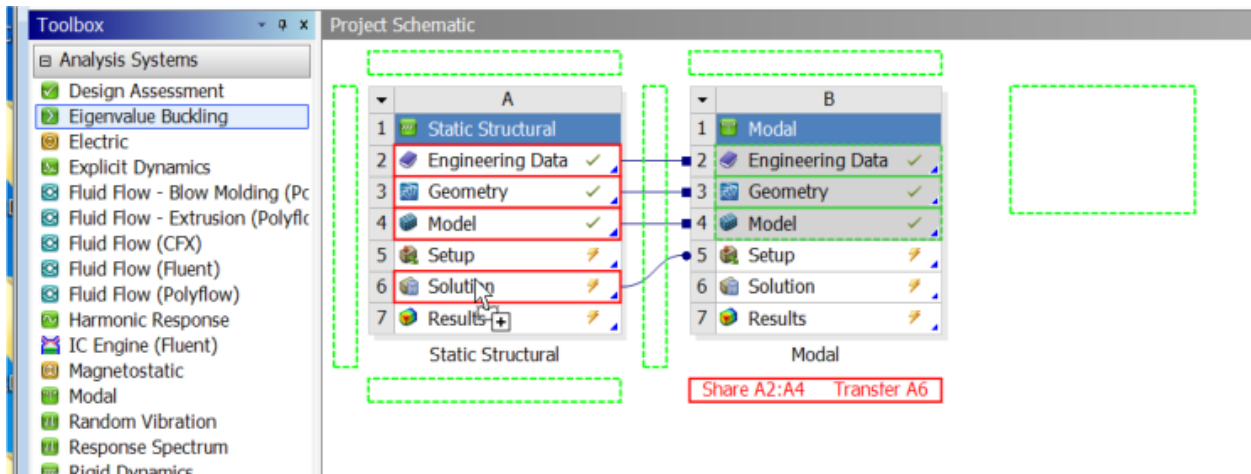 Toolbox
Analysis Systems
Design Assessment
Eigenvalue Buckling
Electric
Explicit Dynamics
Fluid Flow - Blow Molding (Pc
Fluid Flow - Extrusion (Polyflc
Fluid Flow (CFX)
Fluid Flow (Fluent)
Fluid Flow (Polyflow)
Harmonic Response
IC Engine (Fluent)
Magnetostatic
Modal
Random Vibration
Response Spectrum
Rigid Dynamics
Project Schematic
A
1 Static Structural
2 Engineering Data
3 Geometry
4 Model
5 Setup
6 Solution
7 Results
Static Structural
B
1 Modal
2 Engineering Data
3 Geometry
4 Model
5 Setup
6 Solution
7 Results
Modal
Share A2:A4 Transfer A6